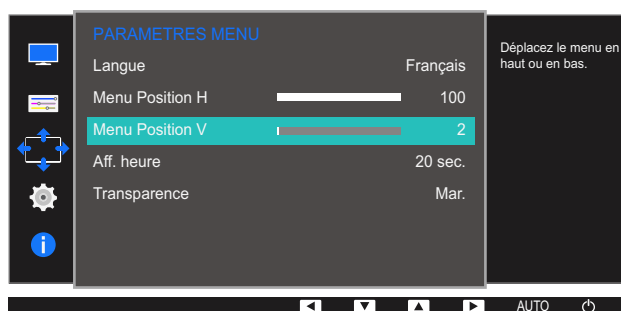 PARAMETRES MENU
Langue Français
Menu Position H 100
Menu Position V 2
Aff. heure 20 sec.
Transparence Mar.
Déplacez le menu en
haut ou en bas.
AUTO